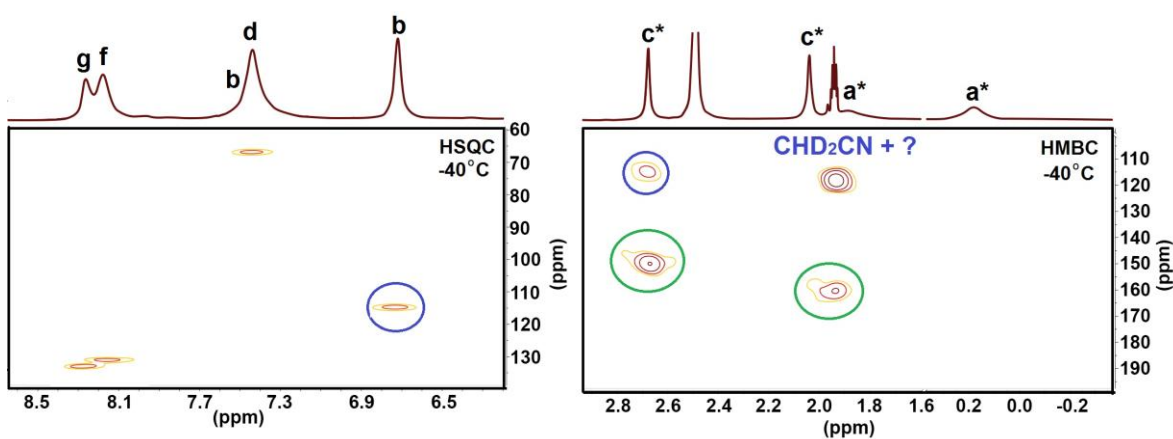 g f b d b
HSQC
-40°C
60
70
80
90
100
110
120
130
(ppm)
8.5 8.1 7.7 7.3 6.9 6.5
(ppm)
c* c* a* a*
CHD₂CN + ?
HMBC
-40°C
110
120
130
140
150
160
170
180
190
(ppm)
2.8 2.6 2.4 2.2 2.0 1.8 1.6 0.2 0.0 -0.2
(ppm)